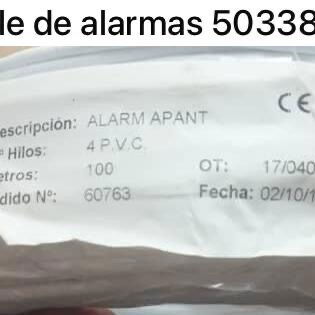 le de alarmas 50338
CE
escripción: ALARM APANT
º Hilos: 4 P.V.C.
etros: 100 OT: 17/040
dido Nº: 60763 Fecha: 02/10/1